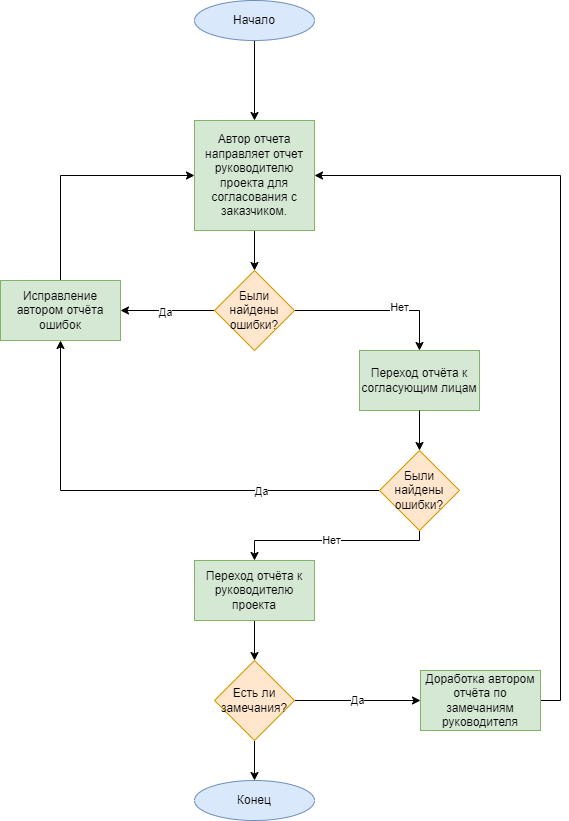 Начало
Автор отчета
направляет отчет
руководителю
проекта для
согласования с
заказчиком.
Были
найдены
ошибки?
Да
Нет
Исправление
автором отчёта
ошибок
Переход отчёта к
согласующим лицам
Были
найдены
ошибки?
Да
Нет
Переход отчёта к
руководителю
проекта
Есть ли
замечания?
Да
Доработка автором
отчёта по
замечаниям
руководителя
Конец